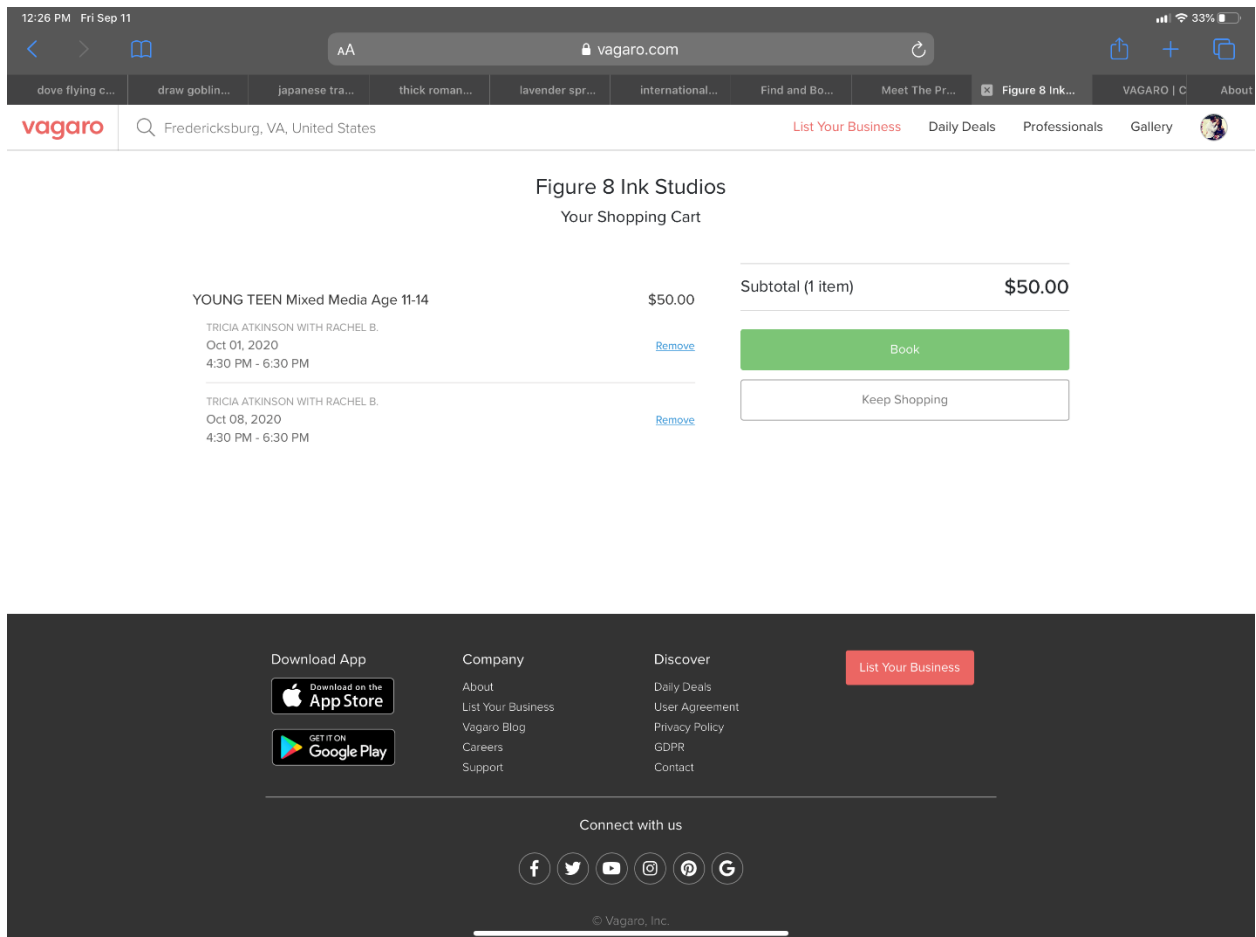 12:26 PM Fri Sep 11
33%
AA
vagaro.com
dove flying c...
draw goblin...
japanese tra...
thick roman...
lavender spr...
international...
Find and Bo...
Meet The Pr...
Figure 8 Ink...
VAGARO | C
About
vagaro
Fredericksburg, VA, United States
List Your Business
Daily Deals
Professionals
Gallery
Figure 8 Ink Studios
Your Shopping Cart
YOUNG TEEN Mixed Media Age 11-14
$50.00
TRICIA ATKINSON WITH RACHEL B.
Oct 01, 2020
4:30 PM - 6:30 PM
Remove
TRICIA ATKINSON WITH RACHEL B.
Oct 08, 2020
4:30 PM - 6:30 PM
Remove
Subtotal (1 item)
$50.00
Book
Keep Shopping
Download App
Download on the
App Store
GET IT ON
Google Play
Company
About
List Your Business
Vagaro Blog
Careers
Support
Discover
Daily Deals
User Agreement
Privacy Policy
GDPR
Contact
List Your Business
Connect with us
© Vagaro, Inc.